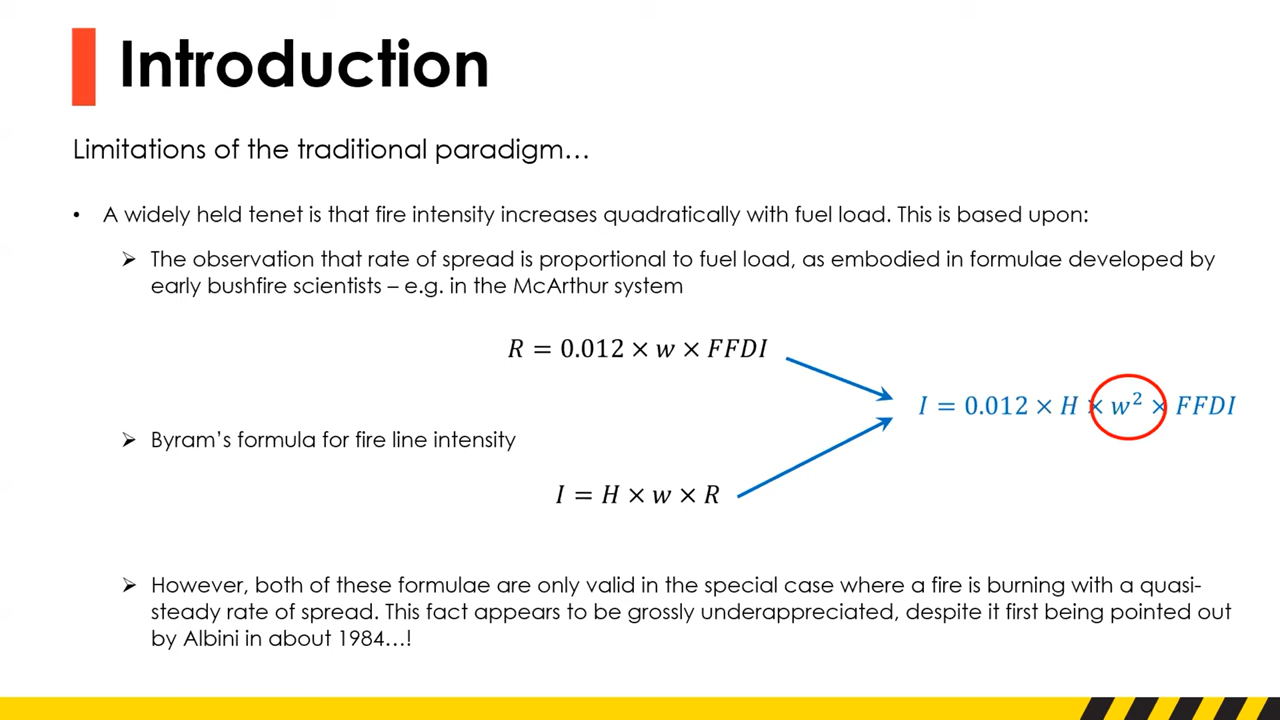 Introduction
Limitations of the traditional paradigm…
• A widely held tenet is that fire intensity increases quadratically with fuel load. This is based upon:
➢ The observation that rate of spread is proportional to fuel load, as embodied in formulae developed by
early bushfire scientists – e.g. in the McArthur system
R = 0.012 × w × FFDI
I = 0.012 × H × w² × FFDI
➢ Byram's formula for fire line intensity
I = H × w × R
➢ However, both of these formulae are only valid in the special case where a fire is burning with a quasi-
steady rate of spread. This fact appears to be grossly underappreciated, despite it first being pointed out
by Albini in about 1984…!